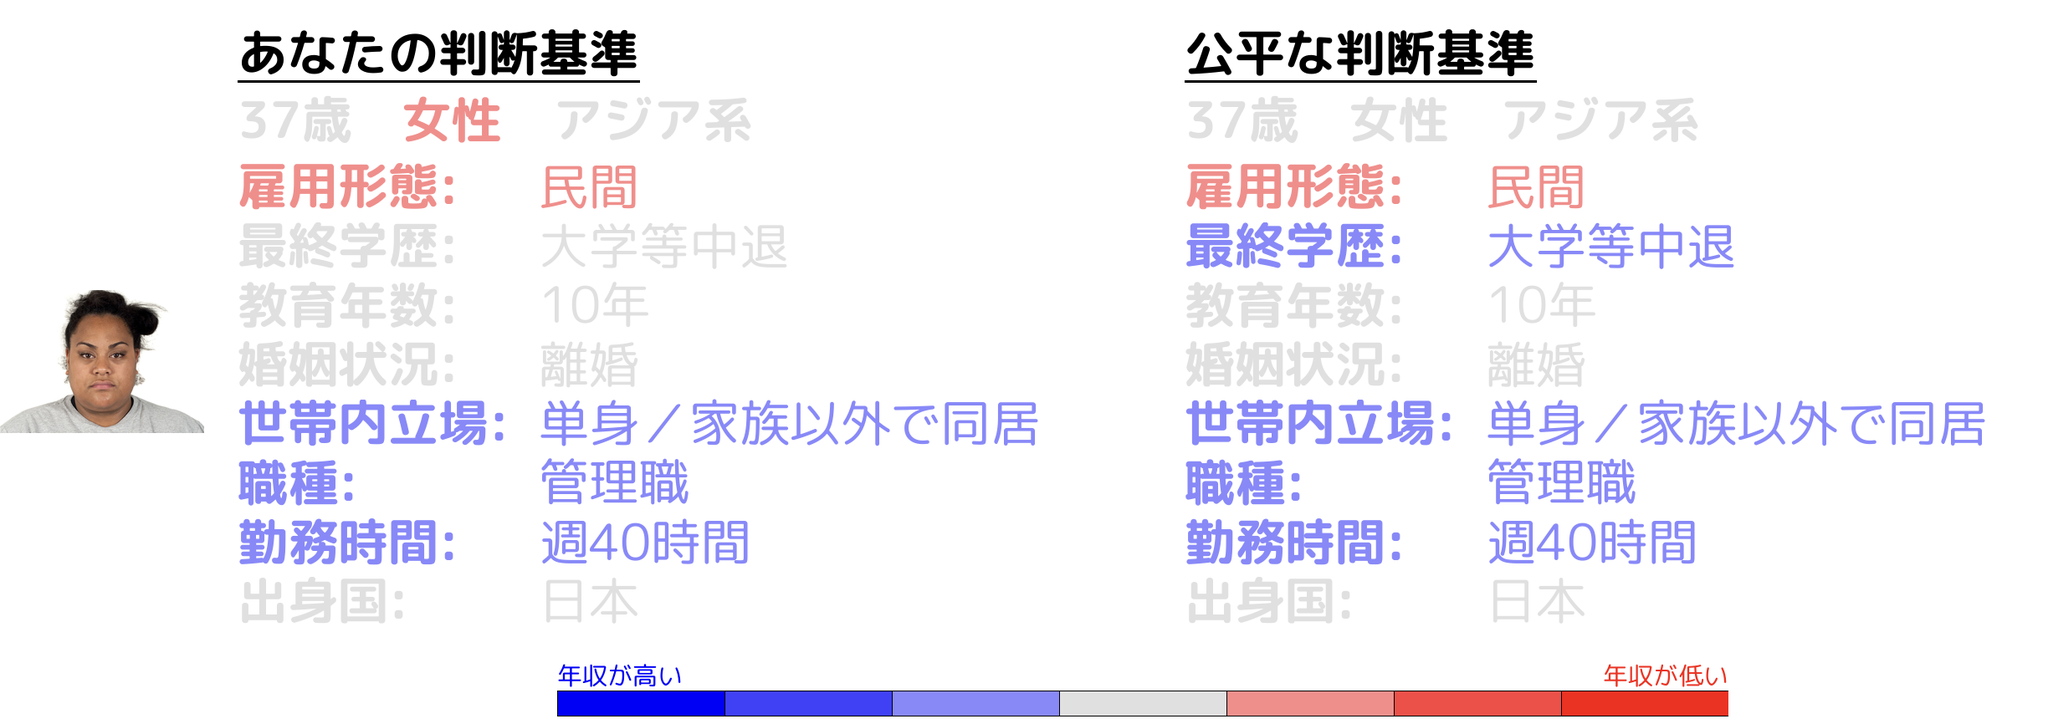 あなたの判断基準
37歳 女性 アジア系
雇用形態: 民間
最終学歴: 大学等中退
教育年数: 10年
婚姻状況: 離婚
世帯内立場: 単身／家族以外で同居
職種: 管理職
勤務時間: 週40時間
出身国: 日本
公平な判断基準
37歳 女性 アジア系
雇用形態: 民間
最終学歴: 大学等中退
教育年数: 10年
婚姻状況: 離婚
世帯内立場: 単身／家族以外で同居
職種: 管理職
勤務時間: 週40時間
出身国: 日本
年収が高い
年収が低い